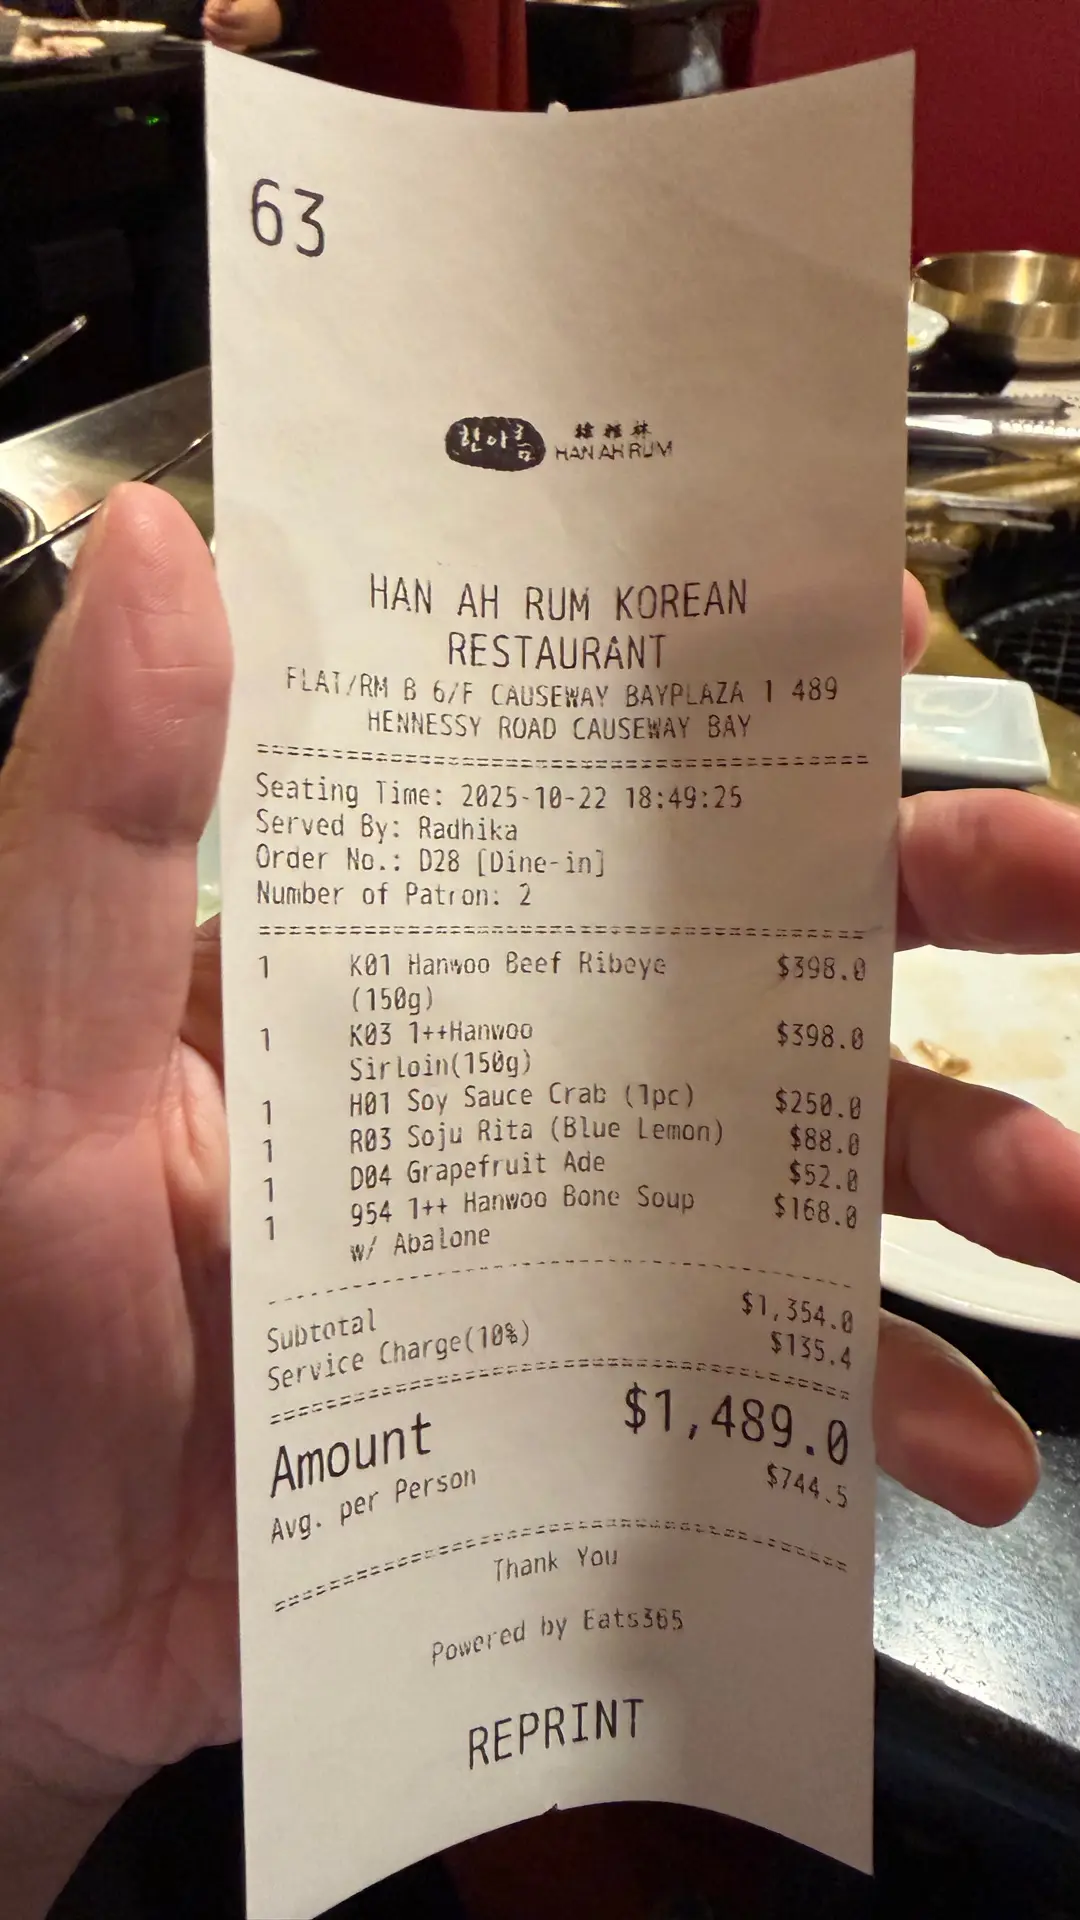 63
한아름
HAN AH RUM
HAN AH RUM KOREAN
RESTAURANT
FLAT/RM B 6/F CAUSEWAY BAYPLAZA 1 489
HENNESSY ROAD CAUSEWAY BAY
Seating Time: 2025-10-22 18:49:25
Served By: Radhika
Order No.: D28 [Dine-in]
Number of Patron: 2
1 K01 Hanwoo Beef Ribeye $398.0
(150g)
1 K03 1++Hanwoo $398.0
SirLoin(150g)
1 H01 Soy Sauce Crab (1pc) $250.0
1 R03 Soju Rita (Blue Lemon) $88.0
1 D04 Grapefruit Ade $52.0
1 954 1++ Hanwoo Bone Soup $168.0
w/ Abalone
Subtotal $1,354.0
Service Charge(10%) $135.4
Amount $1,489.0
Avg. per Person $744.5
Thank You
Powered by Eats365
REPRINT